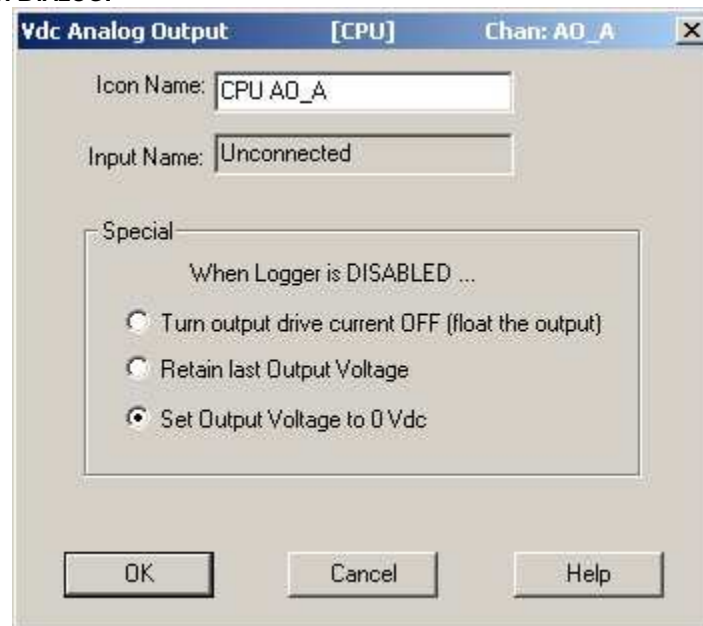 DIALOG:
Vdc Analog Output [CPU] Chan: AO_A
Icon Name: CPU AO_A
Input Name: Unconnected
Special
When Logger is DISABLED ...
Turn output drive current OFF (float the output)
Retain last Output Voltage
Set Output Voltage to 0 Vdc
OK Cancel Help